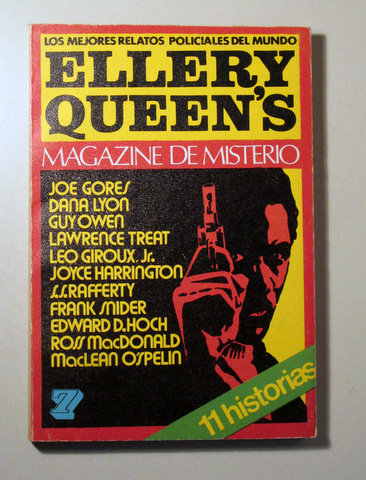 LOS MEJORES RELATOS POLICIALES DEL MUNDO
ELLERY
QUEEN'S
MAGAZINE DE MISTERIO
JOE GORES
DANA LYON
GUY OWEN
LAWRENCE TREAT
LEO GIROUX, Jr.
JOYCE HARRINGTON
S.S.RAFFERTY
FRANK SNIDER
EDWARD D.HOCH
ROSS MacDONALD
MacLEAN OSPELIN
7
11 historias